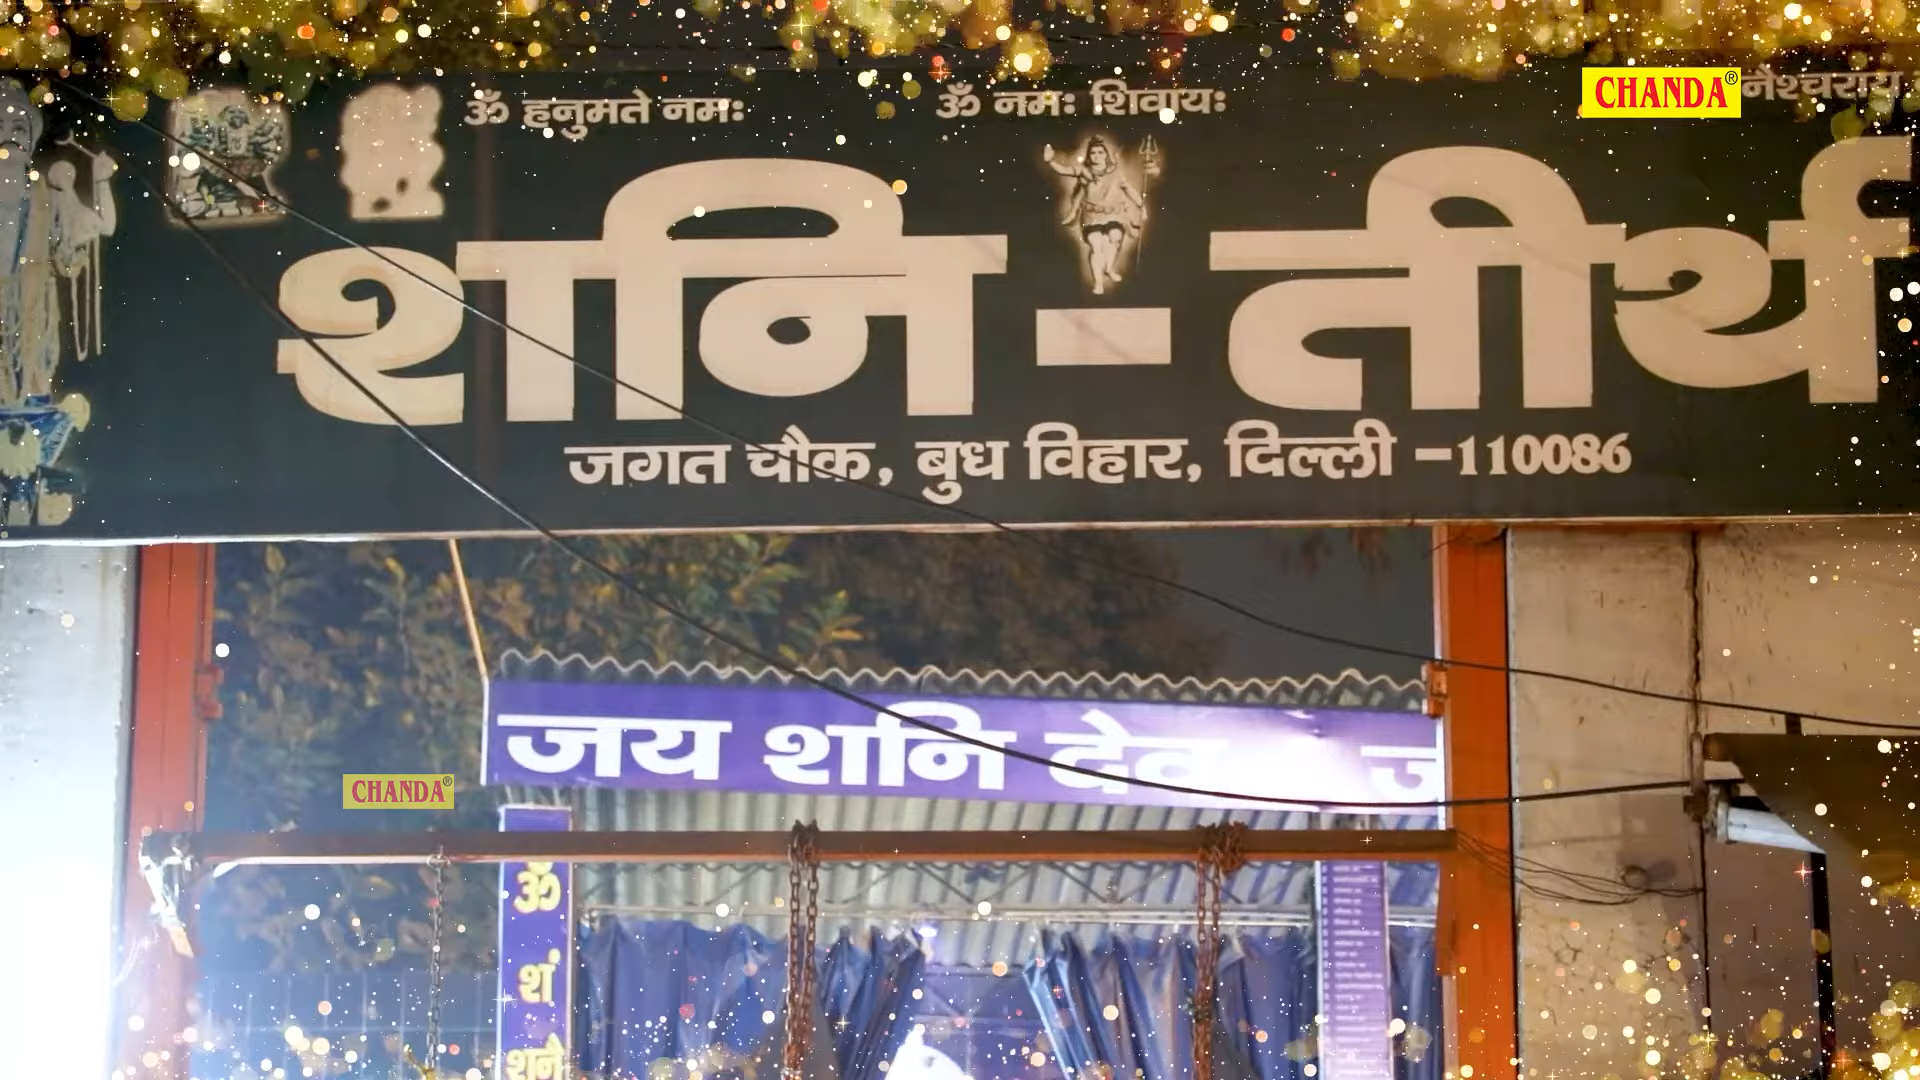 ॐ हनुमते नमः ॐ नमः शिवायः
CHANDA®
शनि - तीर्थ
जगत चौक, बुध विहार, दिल्ली -110086
जय शनि देव
CHANDA®
ॐ
शं